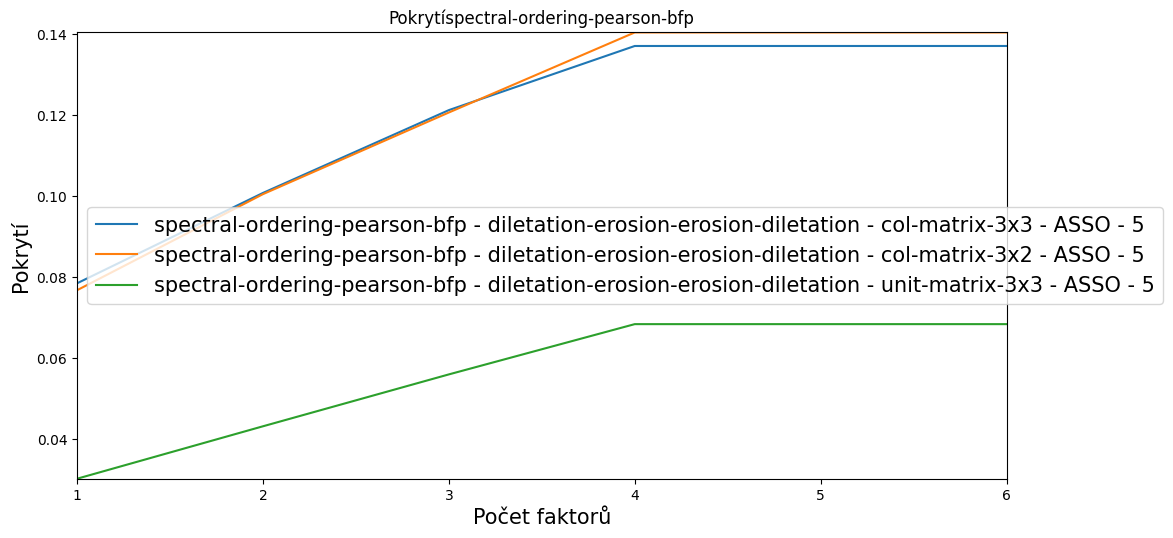 Pokrytíspectral-ordering-pearson-bfp
0.14
0.12
0.10
0.08
0.06
0.04
Pokrytí
spectral-ordering-pearson-bfp - diletation-erosion-erosion-diletation - col-matrix-3x3 - ASSO - 5
spectral-ordering-pearson-bfp - diletation-erosion-erosion-diletation - col-matrix-3x2 - ASSO - 5
spectral-ordering-pearson-bfp - diletation-erosion-erosion-diletation - unit-matrix-3x3 - ASSO - 5
1 2 3 4 5 6
Počet faktorů